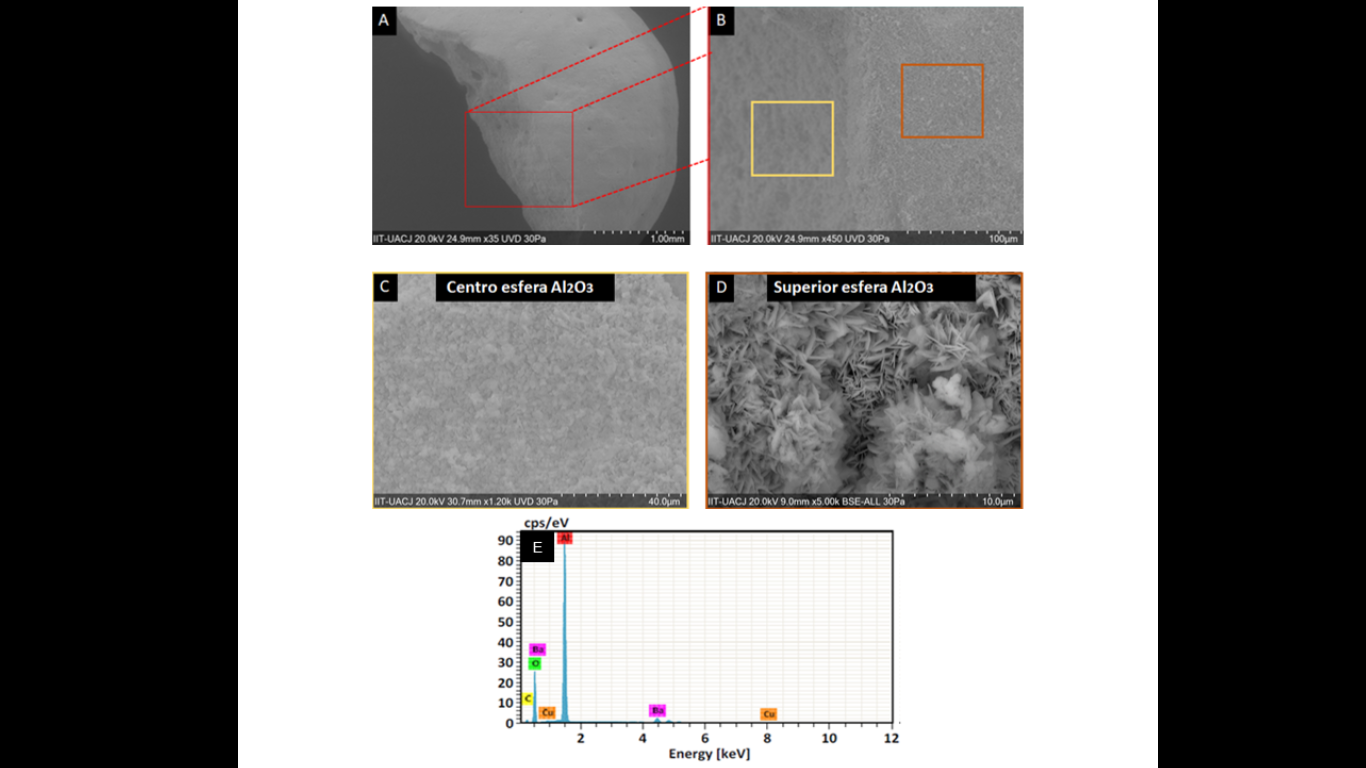 A
IIT-UACJ 20.0kV 24.9mm x35 UVD 30Pa 1.00mm
B
IIT-UACJ 20.0kV 24.9mm x450 UVD 30Pa 100µm
C
Centro esfera Al2O3
IIT-UACJ 20.0kV 30.7mm x1.20k UVD 30Pa 40.0µm
D
Superior esfera Al2O3
IIT-UACJ 20.0kV 9.0mm x5.00k BSE-ALL 30Pa 10.0µm
cps/eV
E
Al
90
80
70
60
50
40
30
20
10
0
Ba
O
C
Cu
Ba
Cu
2 4 6 8 10 12
Energy [keV]